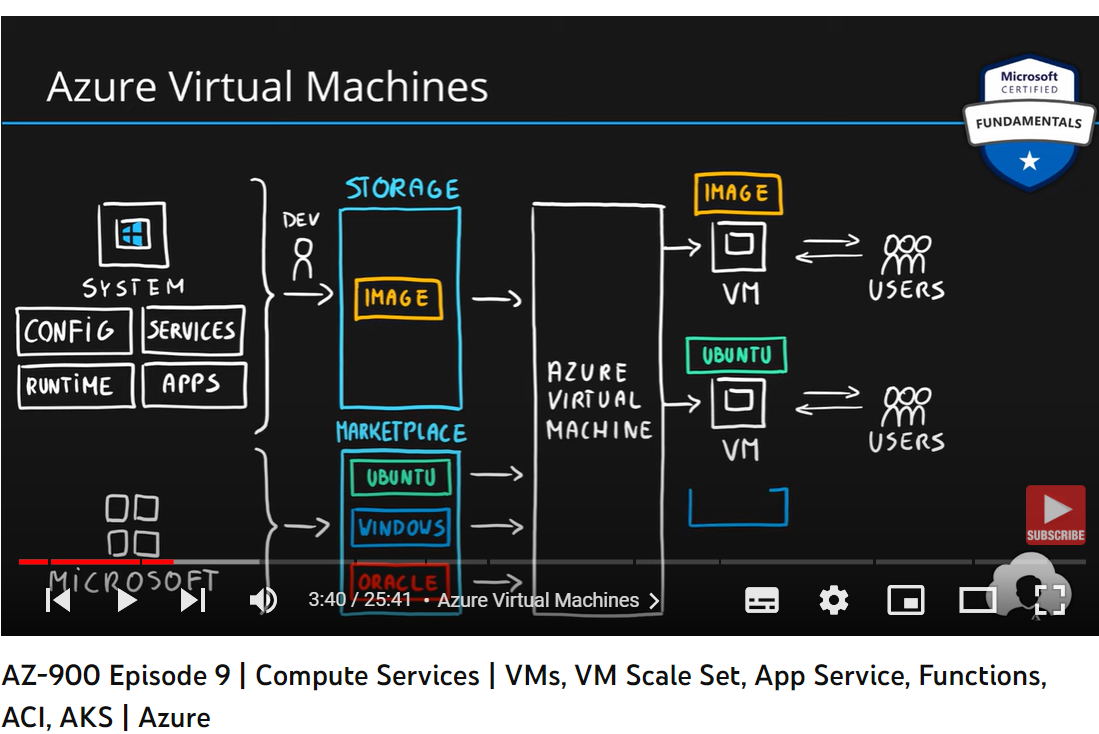 Azure Virtual Machines
Microsoft
CERTIFIED
FUNDAMENTALS
SYSTEM
CONFIG
SERVICES
RUNTIME
APPS
DEV
STORAGE
IMAGE
MARKETPLACE
UBUNTU
WINDOWS
ORACLE
MICROSOFT
AZURE
VIRTUAL
MACHINE
IMAGE
VM
USERS
UBUNTU
VM
USERS
SUBSCRIBE
3:40 / 25:41 • Azure Virtual Machines
AZ-900 Episode 9 | Compute Services | VMs, VM Scale Set, App Service, Functions,
ACI, AKS | Azure